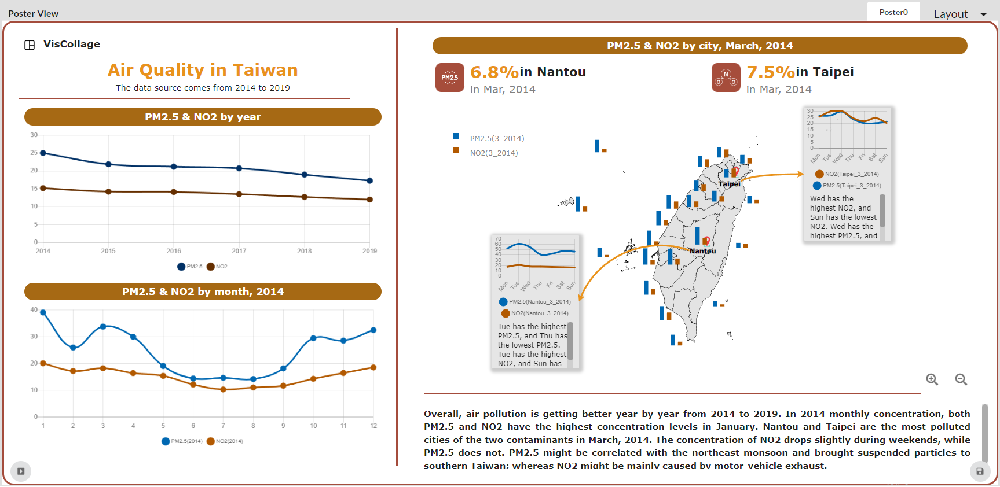 Poster View
Poster0
Layout
VisCollage
Air Quality in Taiwan
The data source comes from 2014 to 2019
PM2.5 & NO2 by year
30
25
20
15
10
5
0
2014 2015 2016 2017 2018 2019
PM2.5 NO2
PM2.5 & NO2 by month, 2014
40
30
20
10
0
1 2 3 4 5 6 7 8 9 10 11 12
PM2.5(2014) NO2(2014)
PM2.5 & NO2 by city, March, 2014
PM2.5
6.8% in Nantou
in Mar, 2014
N
O O
7.5% in Taipei
in Mar, 2014
PM2.5(3_2014)
NO2(3_2014)
Taipei
Nantou
30
25
20
15
10
5
0
Mon Tue Wed Thu Fri Sat Sun
NO2(Taipei_3_2014)
PM2.5(Taipei_3_2014)
Wed has the
highest NO2, and
Sun has the lowest
NO2. Wed has the
highest PM2.5, and
70
60
50
40
30
20
10
0
Mon Tue Wed Thu Fri Sat Sun
PM2.5(Nantou_3_2014)
NO2(Nantou_3_2014)
Tue has the highest
PM2.5, and Thu has
the lowest PM2.5.
Tue has the highest
NO2, and Sun has
Overall, air pollution is getting better year by year from 2014 to 2019. In 2014 monthly concentration, both
PM2.5 and NO2 have the highest concentration levels in January. Nantou and Taipei are the most polluted
cities of the two contaminants in March, 2014. The concentration of NO2 drops slightly during weekends, while
PM2.5 does not. PM2.5 might be correlated with the northeast monsoon and brought suspended particles to
southern Taiwan; whereas NO2 might be mainly caused by motor-vehicle exhaust.